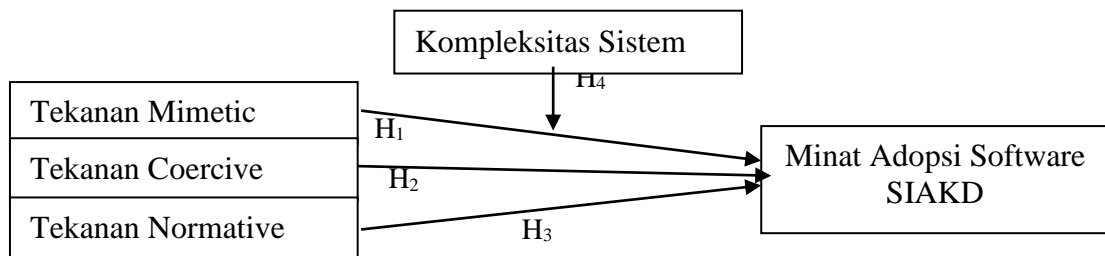 Kompleksitas Sistem
H4
Tekanan Mimetic
H1
Tekanan Coercive
H2
Tekanan Normative
H3
Minat Adopsi Software
SIAKD